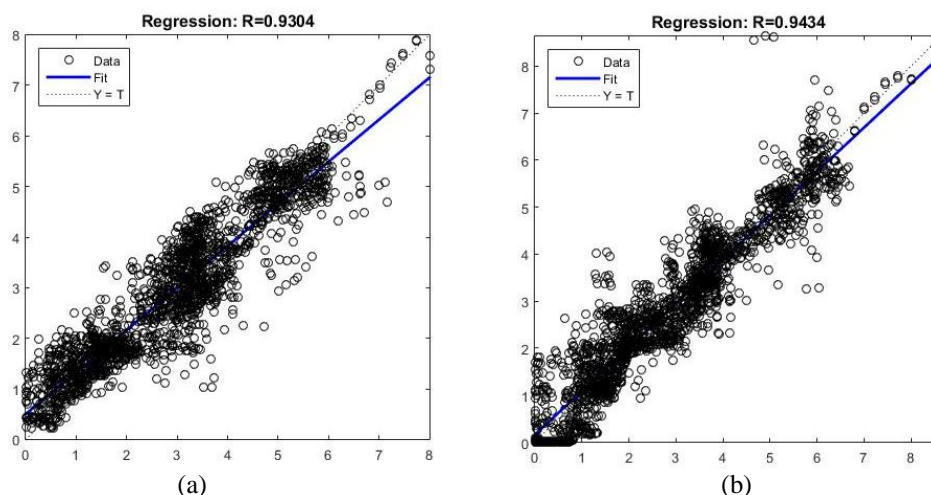 Regression: R=0.9304
Data
Fit
Y = T
8
7
6
5
4
3
2
1
0
0 1 2 3 4 5 6 7 8
(a)
Regression: R=0.9434
Data
Fit
Y = T
8
7
6
5
4
3
2
1
0
0 1 2 3 4 5 6 7 8
(b)